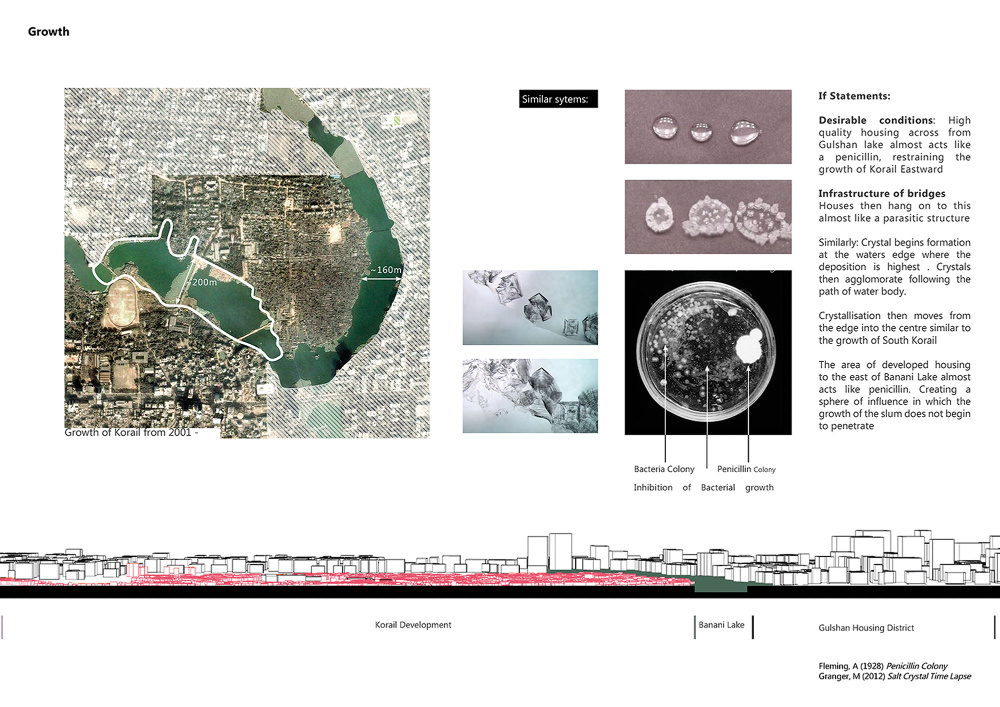 Growth
~160m
~200m
Growth of Korail from 2001 -
Similar sytems:
Bacteria Colony
Penicillin Colony
Inhibition of Bacterial growth
If Statements:
Desirable conditions: High
quality housing across from
Gulshan lake almost acts like
a penicillin, restraining the
growth of Korail Eastward
Infrastructure of bridges
Houses then hang on to this
almost like a parasitic structure
Similarly: Crystal begins formation
at the waters edge where the
deposition is highest . Crystals
then agglomorate following the
path of water body.
Crystallisation then moves from
the edge into the centre similar to
the growth of South Korail
The area of developed housing
to the east of Banani Lake almost
acts like penicillin. Creating a
sphere of influence in which the
growth of the slum does not begin
to penetrate
Korail Development
Banani Lake
Gulshan Housing District
Fleming, A (1928) Penicillin Colony
Granger, M (2012) Salt Crystal Time Lapse